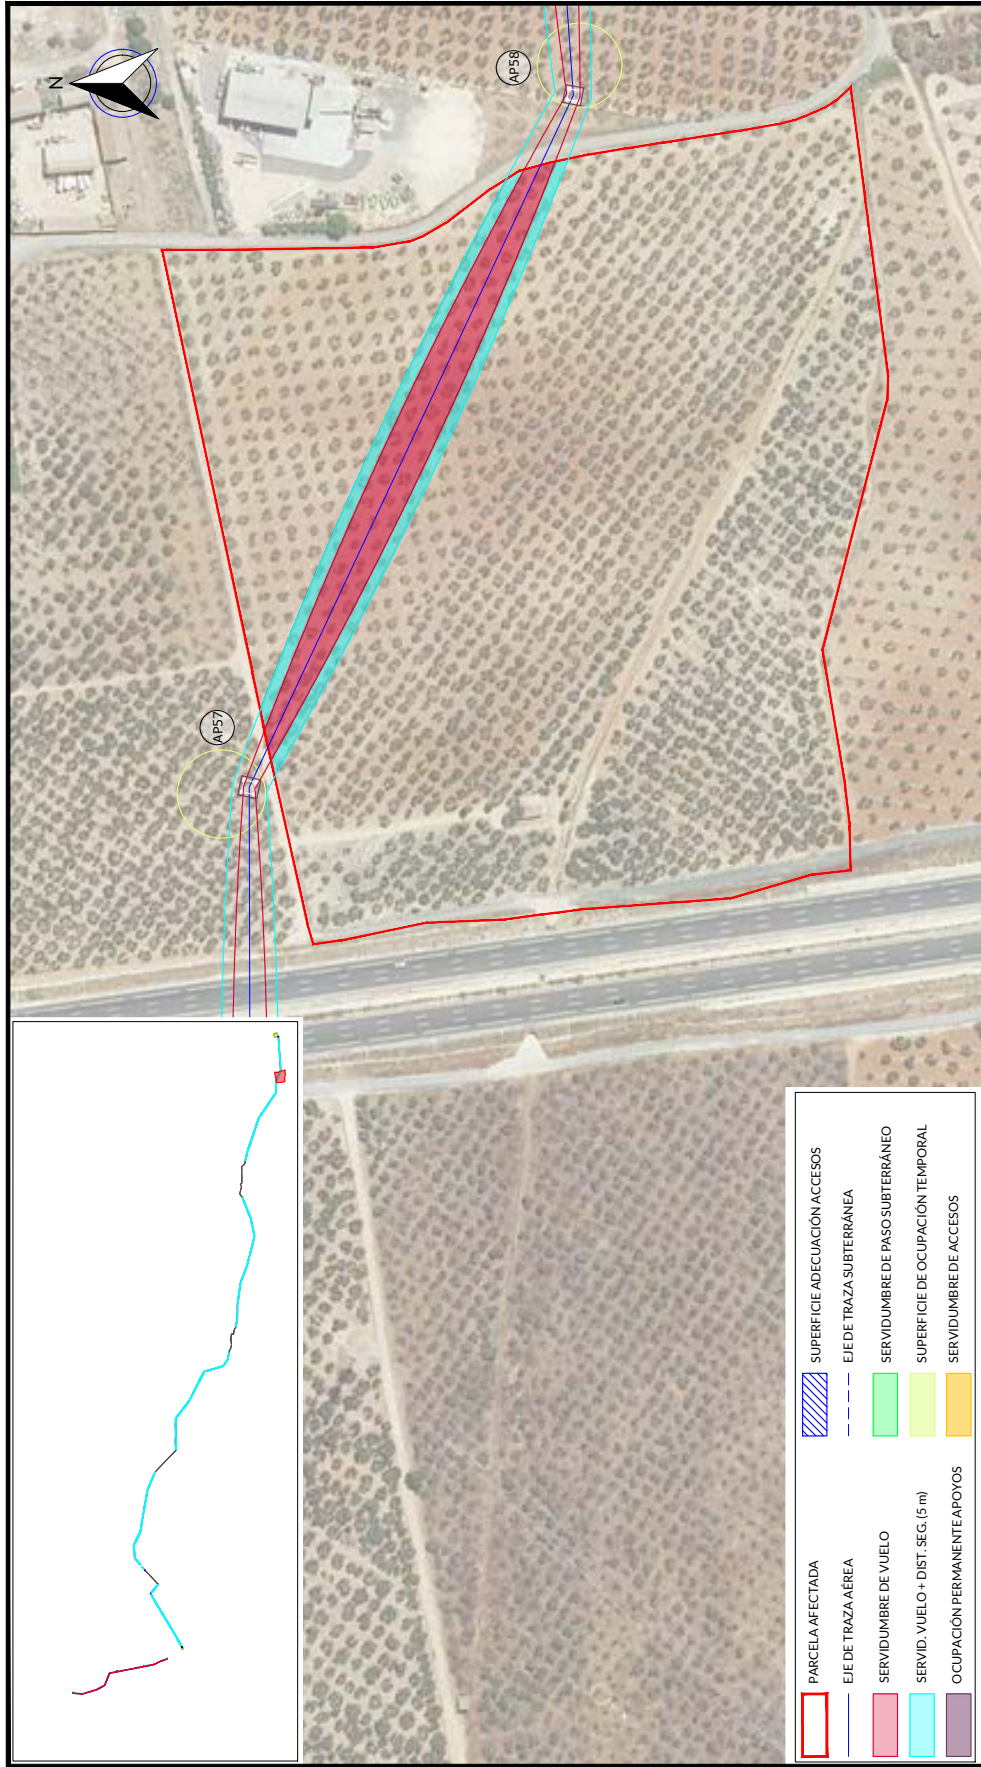 N
AP58
AP57
PARCELA AFECTADA
EJE DE TRAZA AÉREA
SERVIDUMBRE DE VUELO
SERVID. VUELO + DIST. SEG. (5 m)
OCUPACIÓN PERMANENTE APOYOS
SUPERFICIE ADECUACIÓN ACCESOS
EJE DE TRAZA SUBTERRÁNEA
SERVIDUMBRE DE PASO SUBTERRÁNEO
SUPERFICIE DE OCUPACIÓN TEMPORAL
SERVIDUMBRE DE ACCESOS